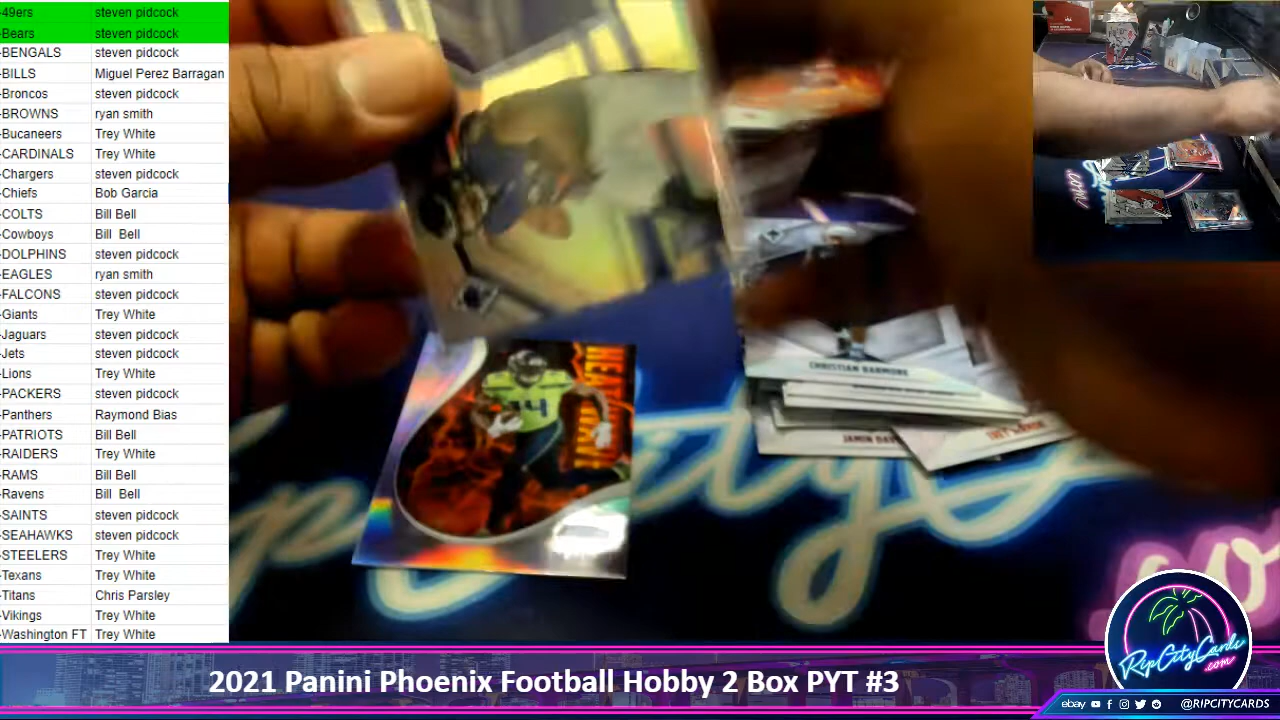 -49ers steven pidcock
-Bears steven pidcock
-BENGALS steven pidcock
-BILLS Miguel Perez Barragan
-Broncos steven pidcock
-BROWNS ryan smith
-Bucaneers Trey White
-CARDINALS Trey White
-Chargers steven pidcock
-Chiefs Bob Garcia
-COLTS Bill Bell
-Cowboys Bill  Bell
-DOLPHINS steven pidcock
-EAGLES ryan smith
-FALCONS steven pidcock
-Giants Trey White
-Jaguars steven pidcock
-Jets steven pidcock
-Lions Trey White
-PACKERS steven pidcock
-Panthers Raymond Bias
-PATRIOTS Bill Bell
-RAIDERS Trey White
-RAMS Bill Bell
-Ravens Bill  Bell
-SAINTS steven pidcock
-SEAHAWKS steven pidcock
-STEELERS Trey White
-Texans Trey White
-Titans Chris Parsley
-Vikings Trey White
-Washington FT Trey White
CHRISTIAN BARMORE
JAMIN
14
RipCityCards
.com
2021 Panini Phoenix Football Hobby 2 Box PYT #3
ebay @RIPCITYCARDS